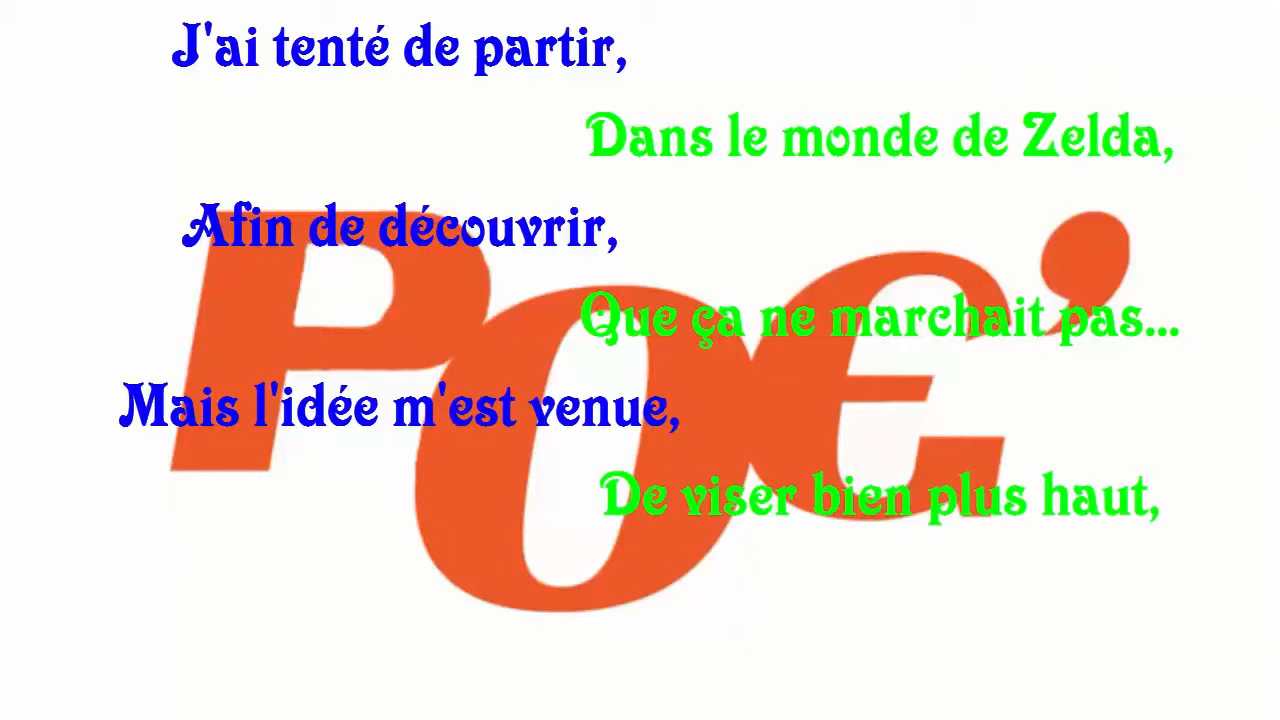 J'ai tenté de partir,
Dans le monde de Zelda,
Afin de découvrir,
Que ça ne marchait pas...
Mais l'idée m'est venue,
De viser bien plus haut,
POG'